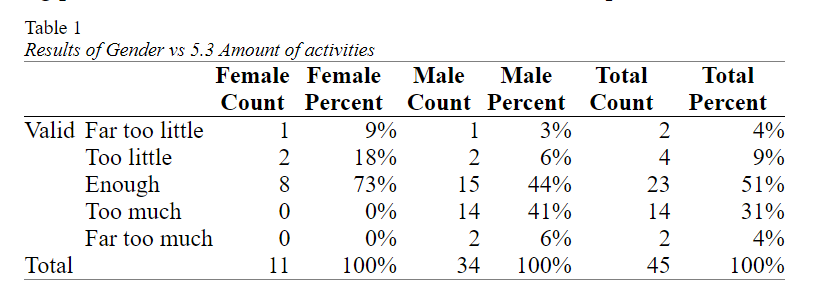 Table 1
Results of Gender vs 5.3 Amount of activities
Female Female Male Male Total Total
Count Percent Count Percent Count Percent
Valid Far too little 1 9% 1 3% 2 4%
Too little 2 18% 2 6% 4 9%
Enough 8 73% 15 44% 23 51%
Too much 0 0% 14 41% 14 31%
Far too much 0 0% 2 6% 2 4%
Total 11 100% 34 100% 45 100%